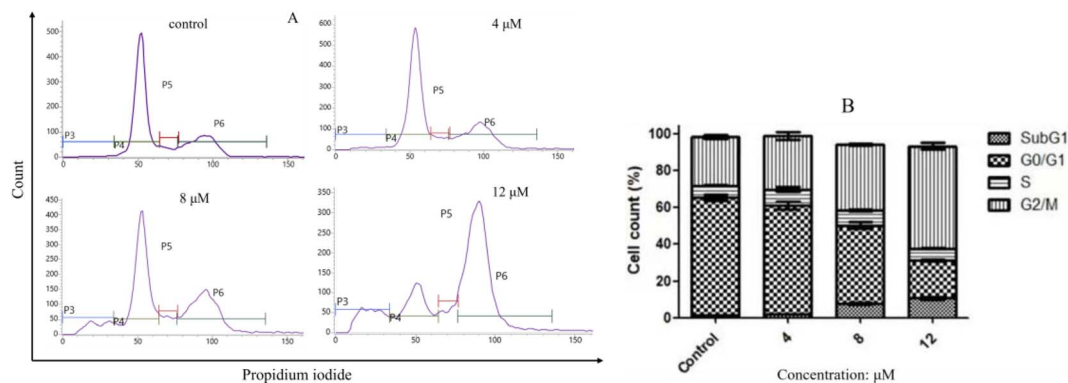 A
control
500
400
300
200
100
0
P3
P4
P5
P6
0
50
100
150
4 µM
600
500
400
300
200
100
0
P3
P4
P5
P6
0
50
100
150
8 µM
450
400
350
300
250
200
150
100
50
0
P3
P4
P5
P6
0
50
100
150
12 µM
350
300
250
200
150
100
50
0
P3
P4
P5
P6
0
50
100
150
Count
Propidium iodide
B
100
80
60
40
20
0
Cell count (%)
Control
4
8
12
Concentration: µM
SubG1
G0/G1
S
G2/M